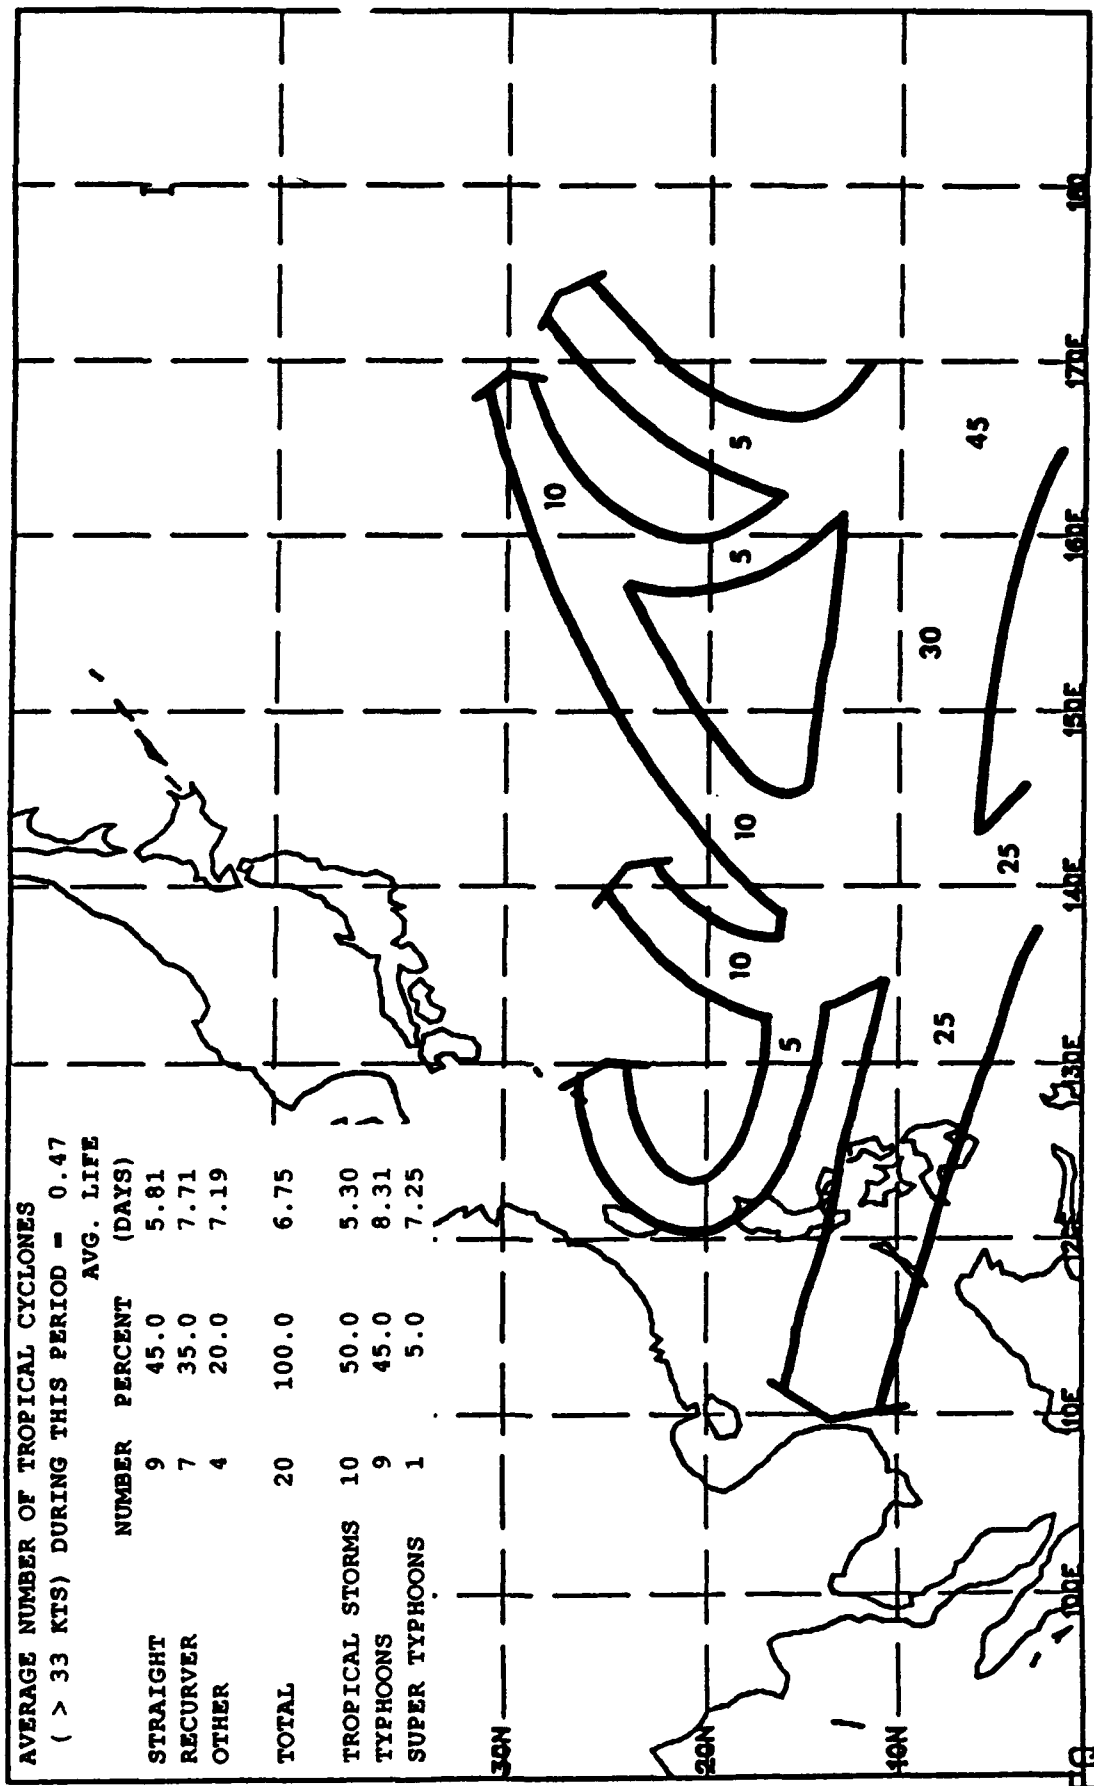 AVERAGE NUMBER OF TROPICAL CYCLONES
( > 33 KTS) DURING THIS PERIOD = 0.47
AVG. LIFE
NUMBER PERCENT (DAYS)
STRAIGHT 9 45.0 5.81
RECURVER 7 35.0 7.71
OTHER 4 20.0 7.19
TOTAL 20 100.0 6.75
TROPICAL STORMS 10 50.0 5.30
TYPHOONS 9 45.0 8.31
SUPER TYPHOONS 1 5.0 7.25
30N
10
20N
10
10
5
5
5
10N
25
25
30
45
100E
110E
130E
140E
150E
160E
170E
180